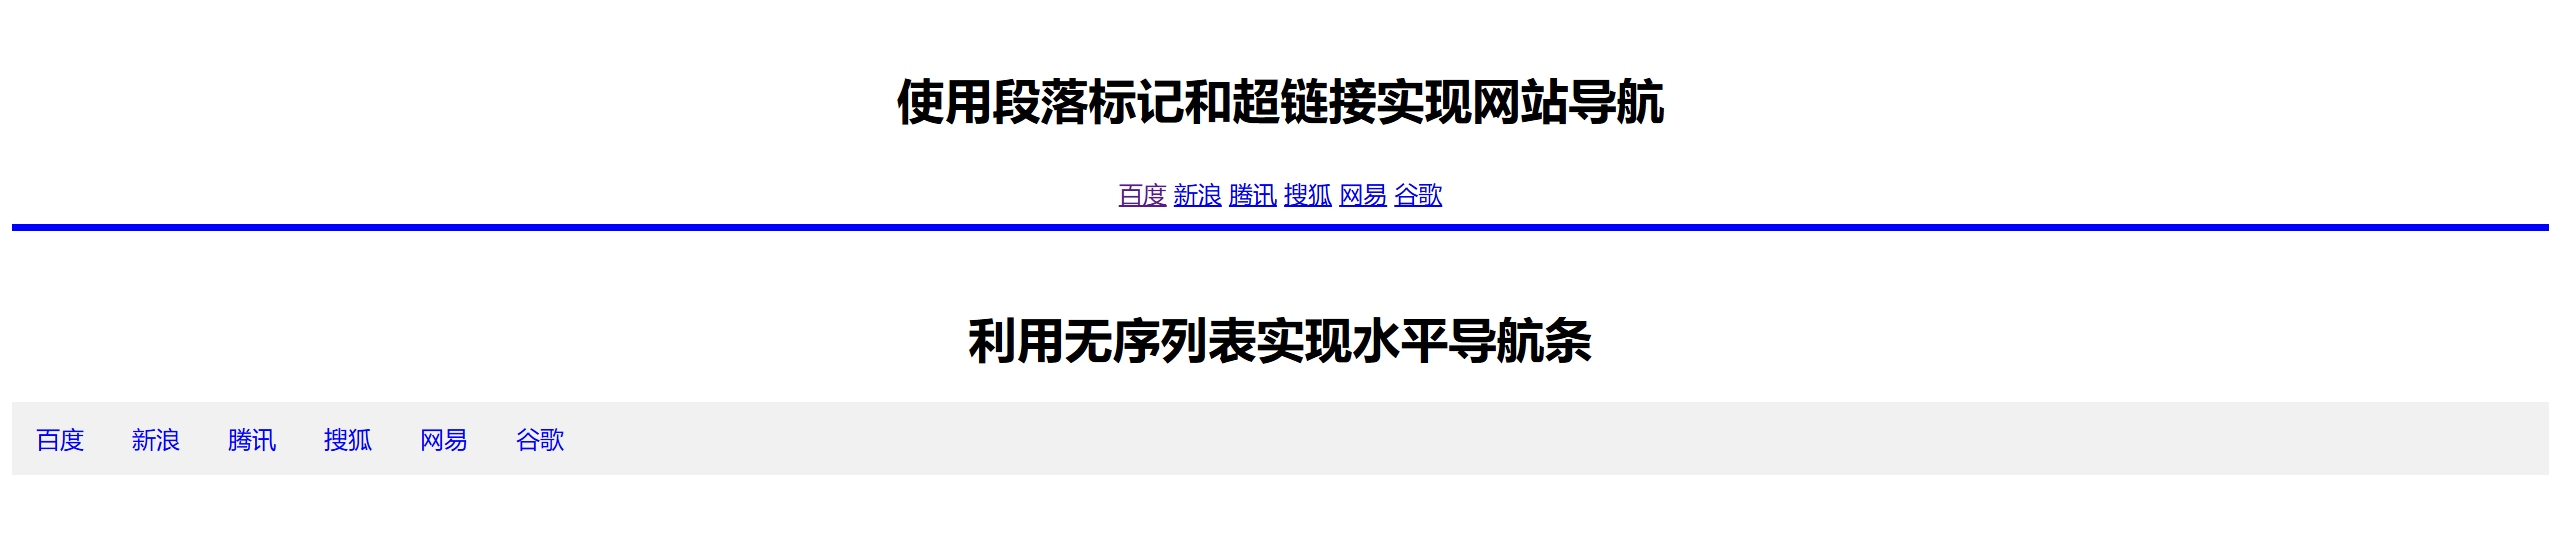 使用段落标记和超链接实现网站导航
百度 新浪 腾讯 搜狐 网易 谷歌
利用无序列表实现水平导航条
百度 新浪 腾讯 搜狐 网易 谷歌